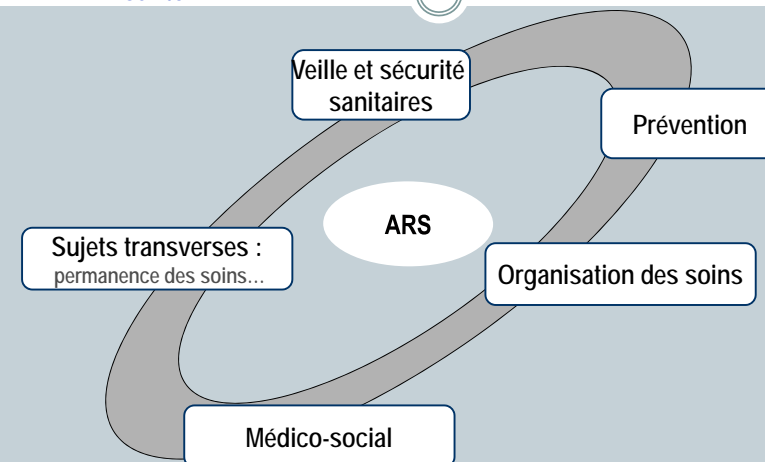 Veille et sécurité
sanitaires
Prévention
ARS
Sujets transverses :
permanence des soins…
Organisation des soins
Médico-social